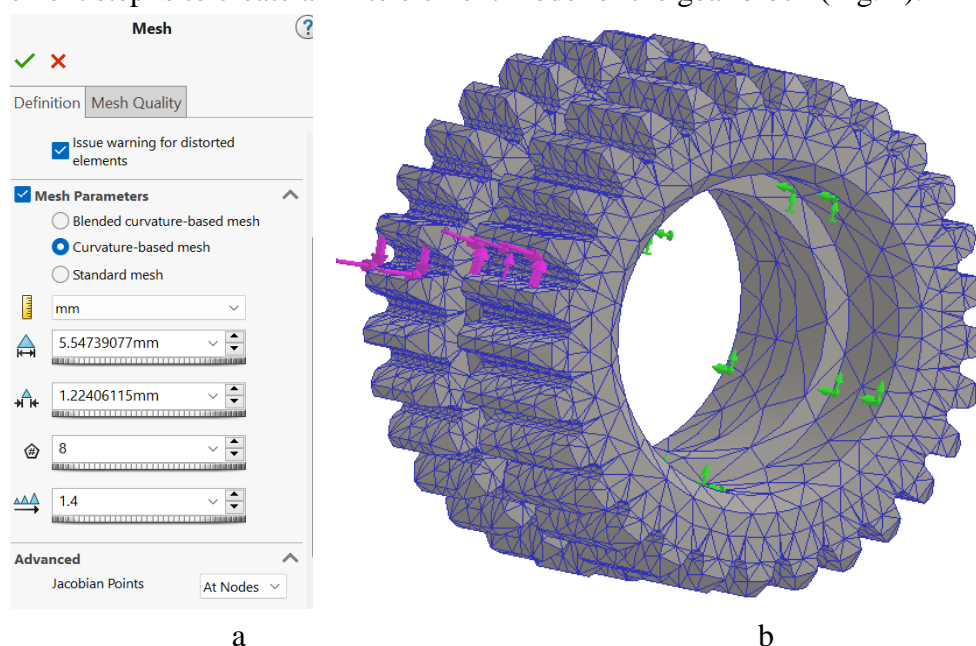 Mesh
?
Definition
Mesh Quality
Issue warning for distorted
elements
Mesh Parameters
Blended curvature-based mesh
Curvature-based mesh
Standard mesh
mm
5.54739077mm
1.22406115mm
#
8
1.4
Advanced
Jacobian Points
At Nodes
a
b